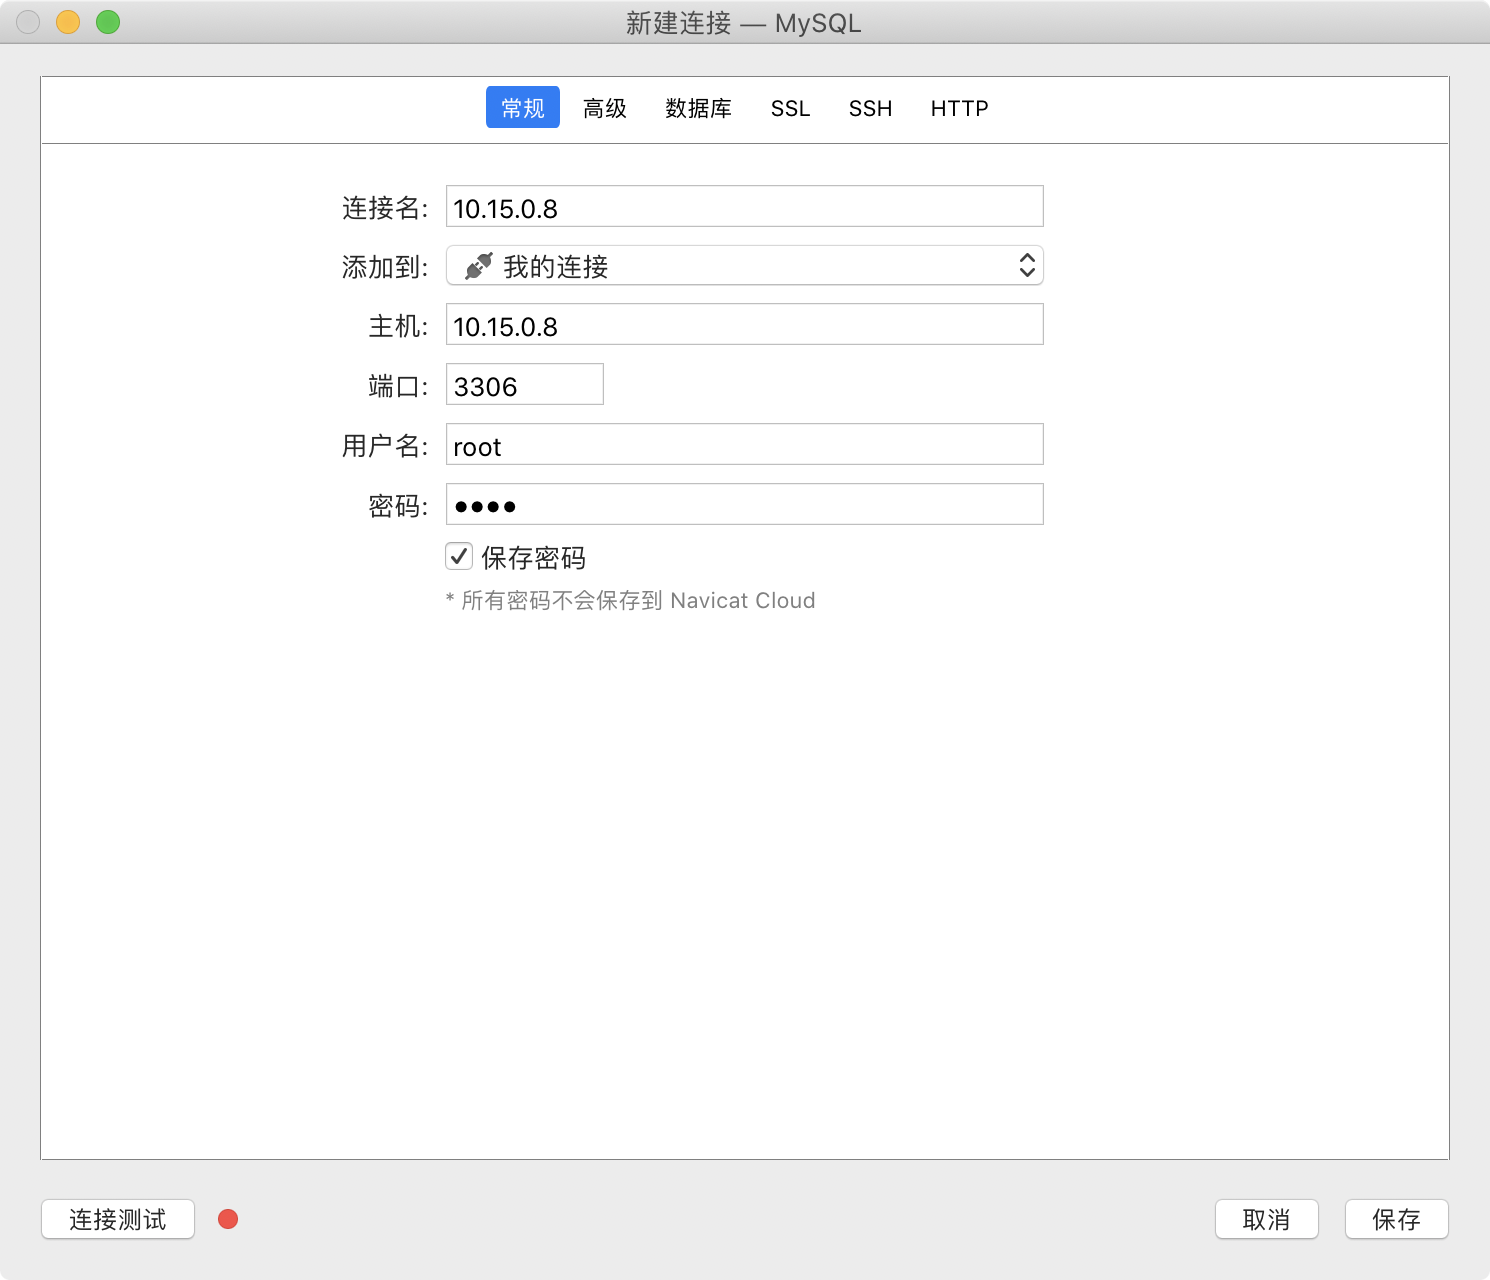 新建连接 — MySQL
常规 高级 数据库 SSL SSH HTTP
连接名: 10.15.0.8
添加到: 我的连接
主机: 10.15.0.8
端口: 3306
用户名: root
密码: ••••
保存密码
* 所有密码不会保存到 Navicat Cloud
连接测试 取消 保存